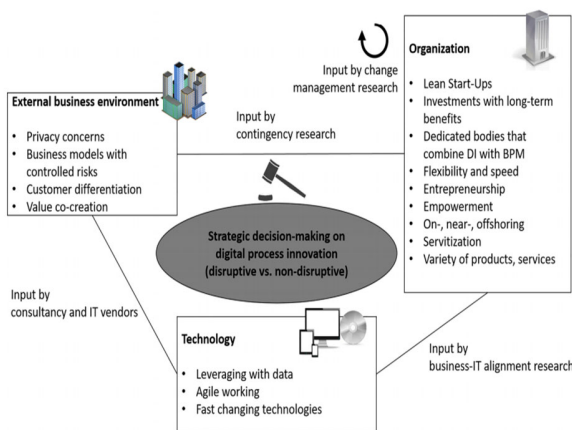 Organization
• Lean Start-Ups
• Investments with long-term
benefits
• Dedicated bodies that
combine DI with BPM
• Flexibility and speed
• Entrepreneurship
• Empowerment
• On-, near-, offshoring
• Servitization
• Variety of products, services
Input by change
management research
External business environment
• Privacy concerns
• Business models with
controlled risks
• Customer differentiation
• Value co-creation
Input by
contingency research
Strategic decision-making on
digital process innovation
(disruptive vs. non-disruptive)
Input by
consultancy and IT vendors
Technology
• Leveraging with data
• Agile working
• Fast changing technologies
Input by
business-IT alignment research